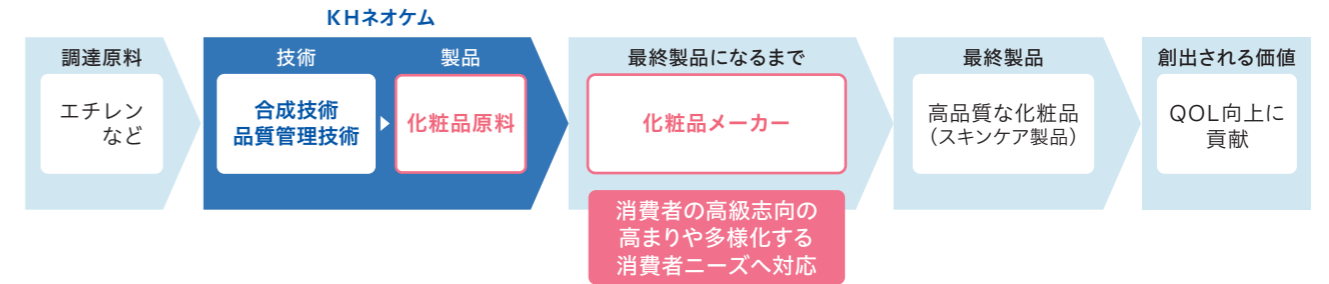 KHネオケム
調達原料
エチレン
など
技術
合成技術
品質管理技術
製品
化粧品原料
最終製品になるまで
化粧品メーカー
消費者の高級志向の
高まりや多様化する
消費者ニーズへ対応
最終製品
高品質な化粧品
（スキンケア製品）
創出される価値
QOL向上に
貢献